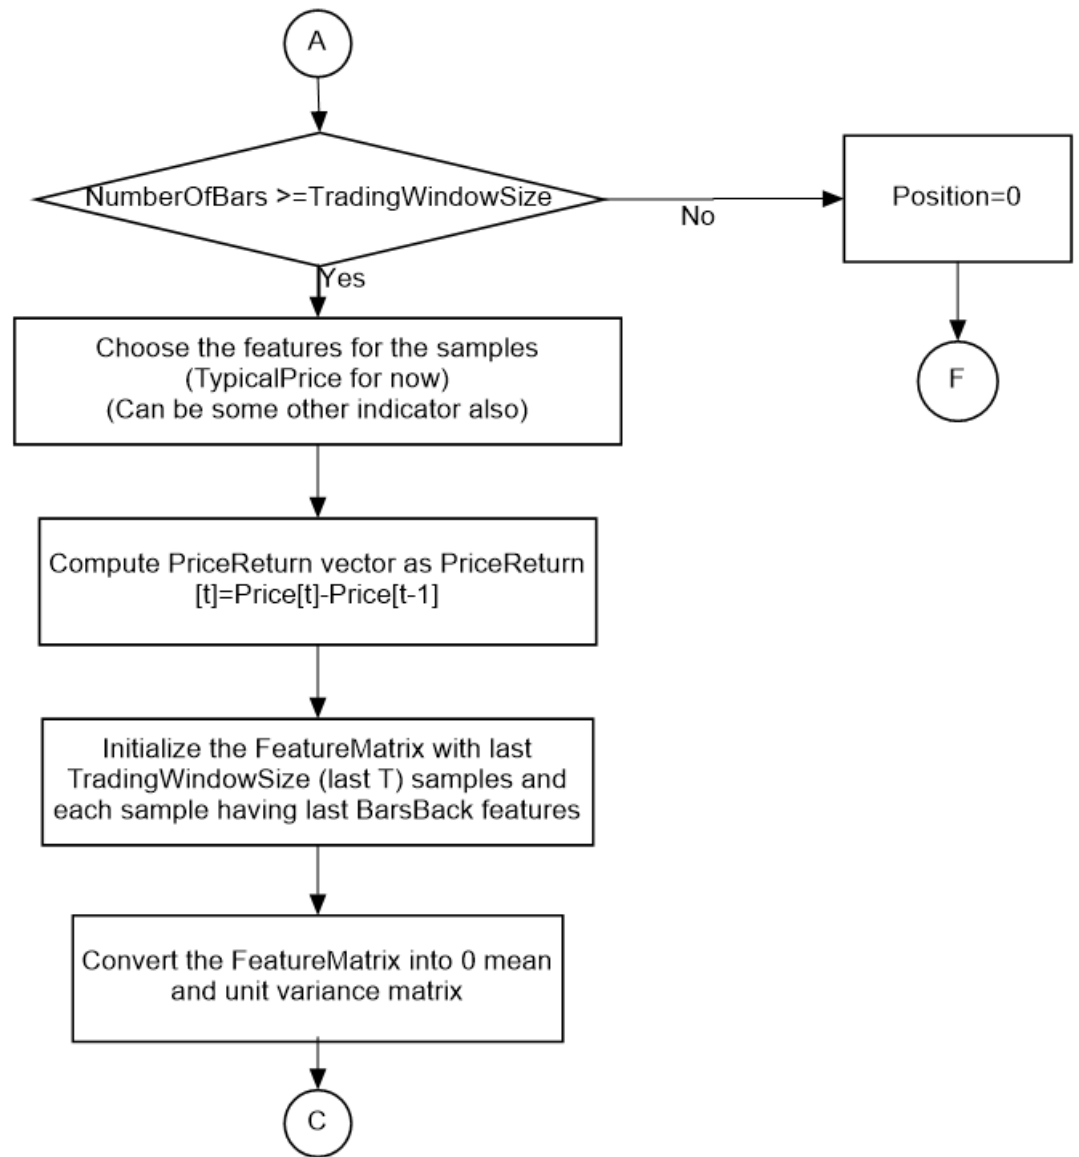 A
NumberOfBars >=TradingWindowSize
No
Position=0
Yes
F
Choose the features for the samples
(TypicalPrice for now)
(Can be some other indicator also)
Compute PriceReturn vector as PriceReturn
[t]=Price[t]-Price[t-1]
Initialize the FeatureMatrix with last
TradingWindowSize (last T) samples and
each sample having last BarsBack features
Convert the FeatureMatrix into 0 mean
and unit variance matrix
C